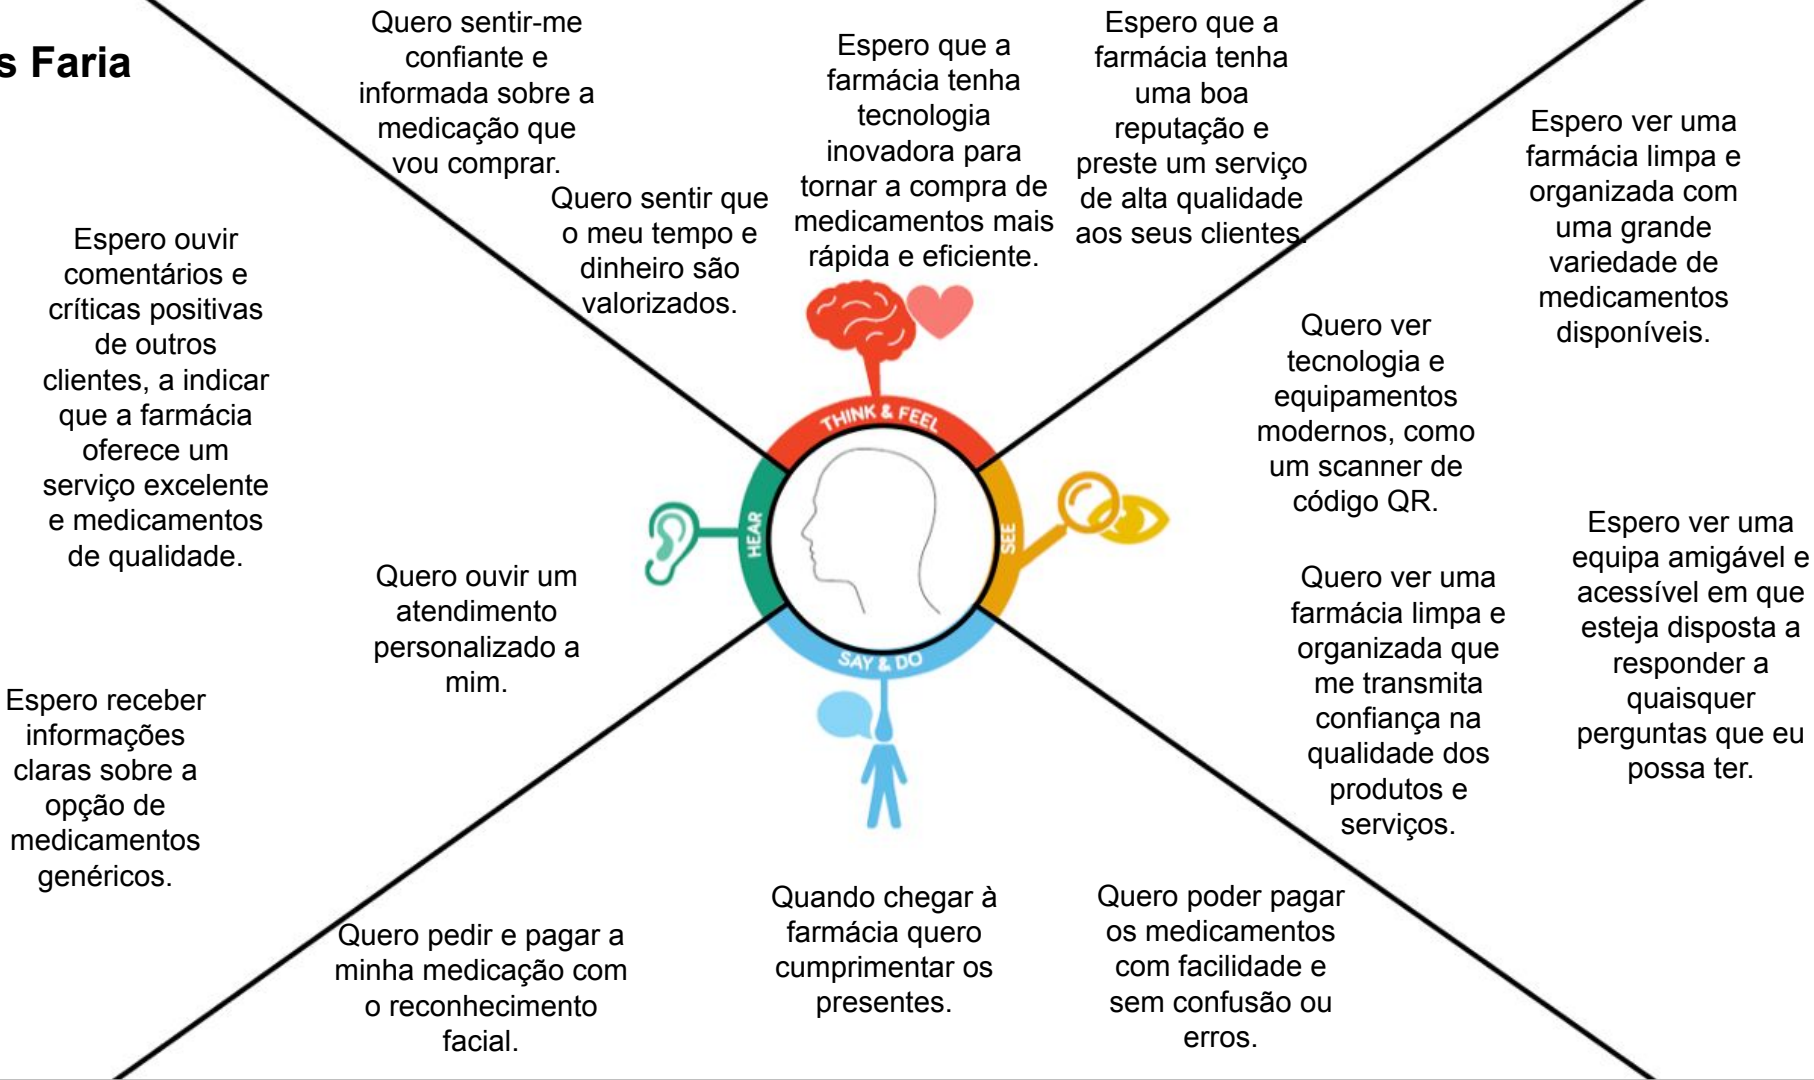 s Faria
Quero sentir-me
confiante e
informada sobre a
medicação que
vou comprar.
Quero sentir que
o meu tempo e
dinheiro são
valorizados.
Espero que a
farmácia tenha
tecnologia
inovadora para
tornar a compra de
medicamentos mais
rápida e eficiente.
Espero que a
farmácia tenha
uma boa
reputação e
preste um serviço
de alta qualidade
aos seus clientes.
Espero ver uma
farmácia limpa e
organizada com
uma grande
variedade de
medicamentos
disponíveis.
Quero ver
tecnologia e
equipamentos
modernos, como
um scanner de
código QR.
Espero ver uma
equipa amigável e
acessível em que
esteja disposta a
responder a
quaisquer
perguntas que eu
possa ter.
Quero ver uma
farmácia limpa e
organizada que
me transmita
confiança na
qualidade dos
produtos e
serviços.
Espero ouvir
comentários e
críticas positivas
de outros
clientes, a indicar
que a farmácia
oferece um
serviço excelente
e medicamentos
de qualidade.
Quero ouvir um
atendimento
personalizado a
mim.
Espero receber
informações
claras sobre a
opção de
medicamentos
genéricos.
THINK & FEEL
HEAR
SEE
SAY & DO
Quero pedir e pagar a
minha medicação com
o reconhecimento
facial.
Quando chegar à
farmácia quero
cumprimentar os
presentes.
Quero poder pagar
os medicamentos
com facilidade e
sem confusão ou
erros.